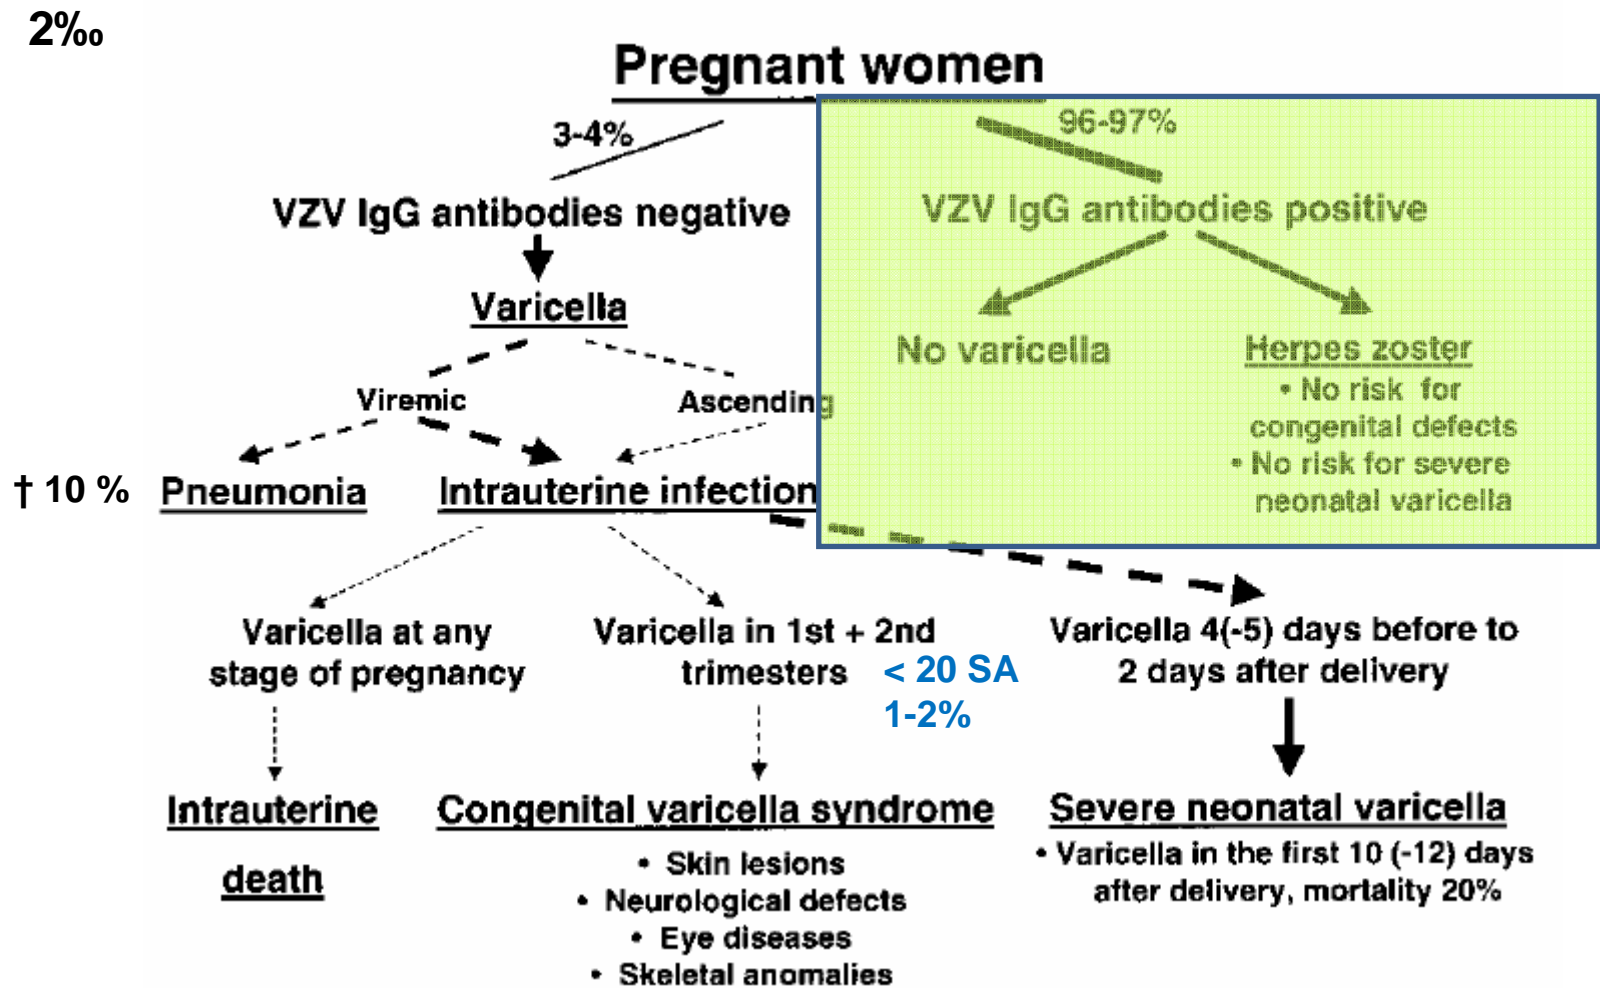 2‰
Pregnant women
3-4%
96-97%
VZV IgG antibodies negative
VZV IgG antibodies positive
Varicella
No varicella
Herpes zoster
• No risk for
congenital defects
• No risk for severe
neonatal varicella
Viremic
Ascending
† 10 %
Pneumonia
Intrauterine infection
Varicella at any
stage of pregnancy
Varicella in 1st + 2nd
trimesters
< 20 SA
1-2%
Varicella 4(-5) days before to
2 days after delivery
Intrauterine
death
Congenital varicella syndrome
• Skin lesions
• Neurological defects
• Eye diseases
• Skeletal anomalies
Severe neonatal varicella
• Varicella in the first 10 (-12) days
after delivery, mortality 20%